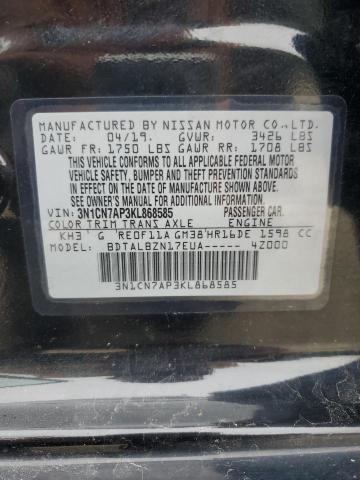 MANUFACTURED BY NISSAN MOTOR CO., LTD.
DATE: 04/19. GVWR: 3426 LBS
GAWR FR: 1750 LBS GAWR RR: 1708 LBS
THIS VEHICLE CONFORMS TO ALL APPLICABLE FEDERAL MOTOR
VEHICLE SAFETY, BUMPER AND THEFT PREVENTION STANDARDS
IN EFFECT ON THE DATE OF MANUFACTURE SHOWN ABOVE.
SEE OWNER'S MANUAL FOR ADDITIONAL INFORMATION
VIN: 3N1CN7AP3KL868585 PASSENGER CAR.
COLOR TRIM TRANS AXLE ENGINE
KH3 G RE0F11A GM38 HR16DE 1598 CC
MODEL: BDTALBZN17EUA----- 4Z000
3N1CN7AP3KL868585